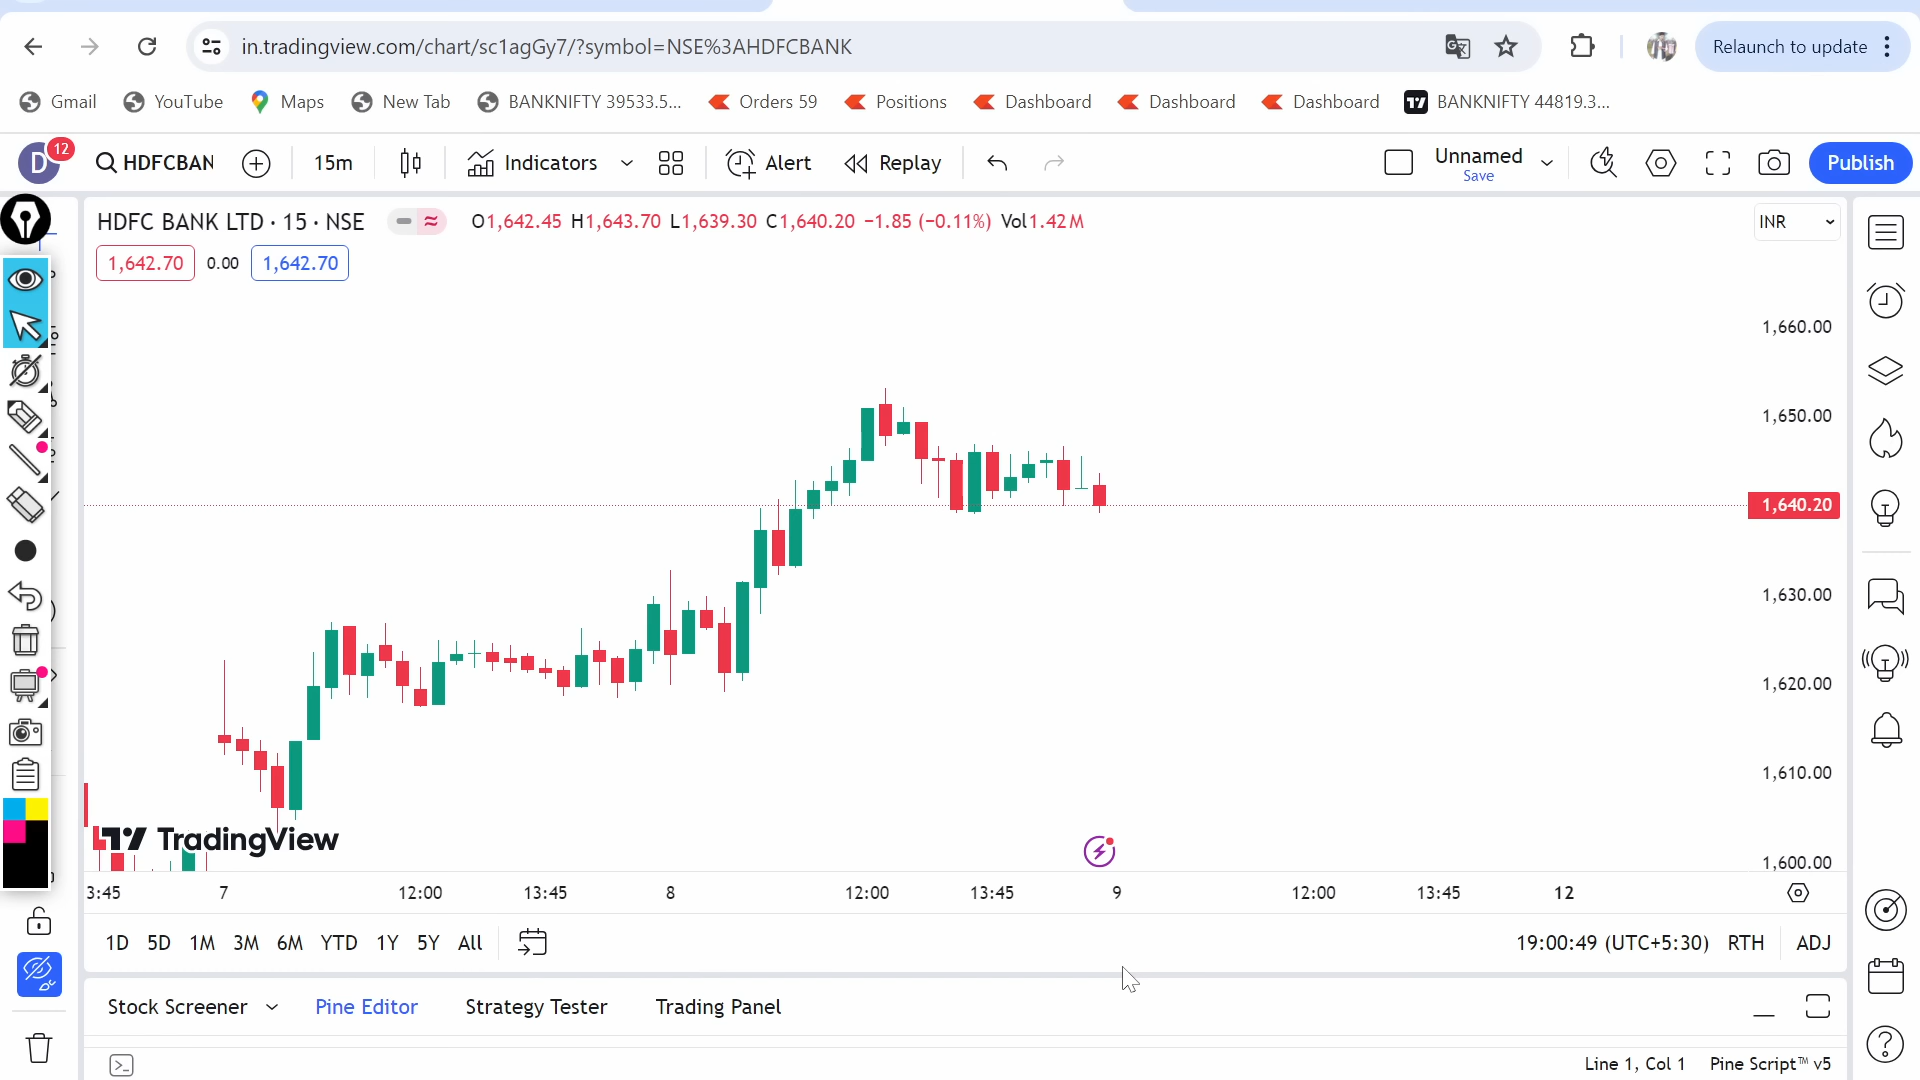 in.tradingview.com/chart/sc1agGy7/?symbol=NSE%3AHDFCBANK
Relaunch to update
Gmail YouTube Maps New Tab BANKNIFTY 39533.5... Orders 59 Positions Dashboard Dashboard Dashboard BANKNIFTY 44819.3...
D 12 HDFCBAN 15m Indicators Alert Replay Unnamed Save Publish
HDFC BANK LTD · 15 · NSE O1,642.45 H1,643.70 L1,639.30 C1,640.20 −1.85 (−0.11%) Vol1.42M INR
1,642.70 0.00 1,642.70
1,660.00
1,650.00
1,640.20
1,630.00
1,620.00
1,610.00
TradingView
1,600.00
3:45 7 12:00 13:45 8 12:00 13:45 9 12:00 13:45 12
1D 5D 1M 3M 6M YTD 1Y 5Y All 19:00:49 (UTC+5:30) RTH ADJ
Stock Screener Pine Editor Strategy Tester Trading Panel
Line 1, Col 1 Pine Script™ v5